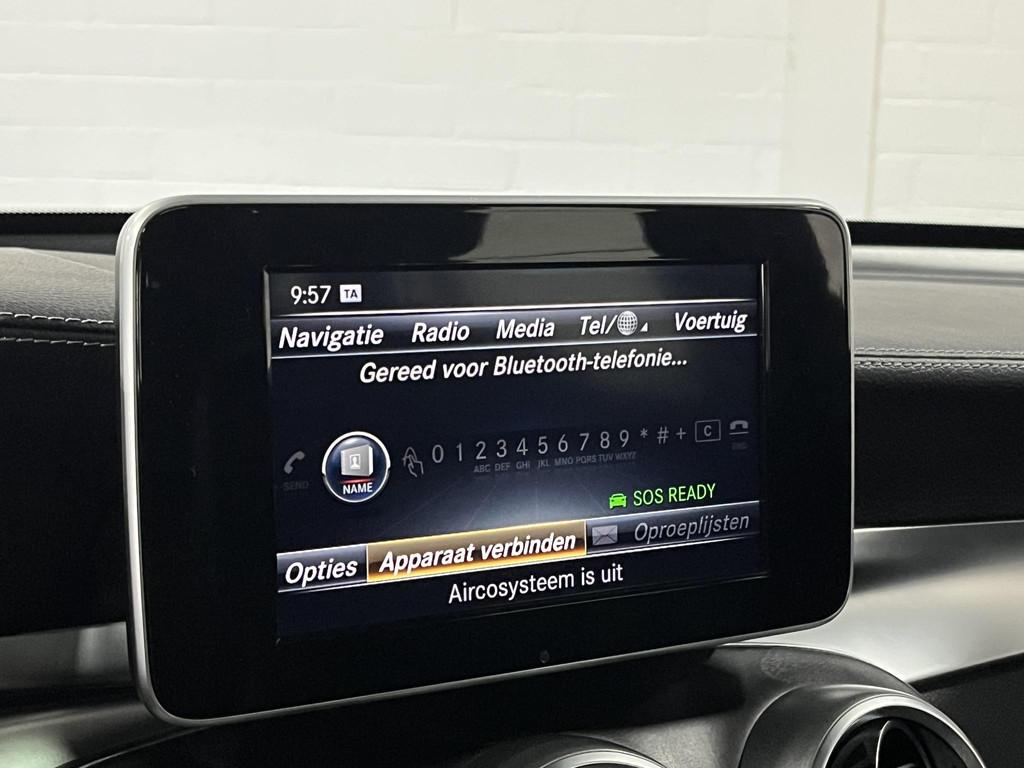 9:57 TA
Navigatie Radio Media Tel/ Voertuig
Gereed voor Bluetooth-telefonie...
SEND NAME 0 1 2 3 4 5 6 7 8 9 * # + C END
ABC DEF GHI JKL MNO PQRS TUV WXYZ
SOS READY
Opties Apparaat verbinden Oproeplijsten
Aircosysteem is uit